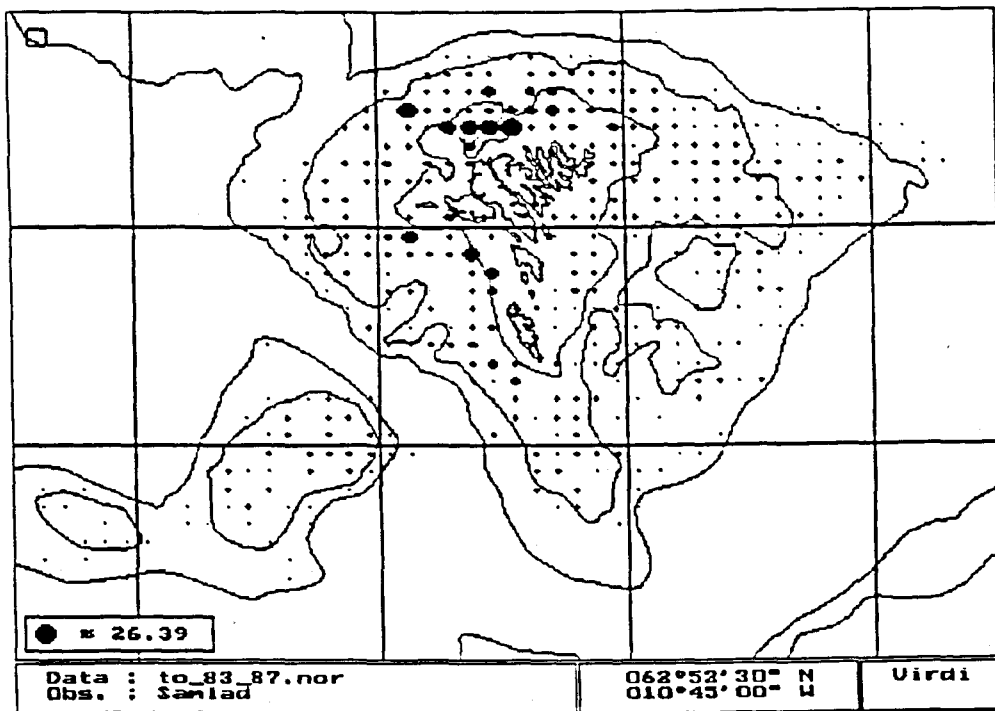 ≈ 26.39
Data : to_83_87.nor
Obs. : Samlad
062°52'30" N
010°45'00" W
Virdi